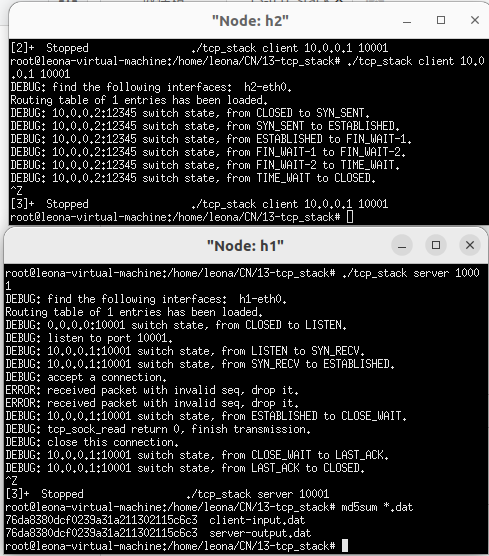 "Node: h2"
[2]+  Stopped                 ./tcp_stack client 10.0.0.1 10001
root@leona-virtual-machine:/home/leona/CN/13-tcp_stack# ./tcp_stack client 10.0
.0.1 10001
DEBUG: find the following interfaces:  h2-eth0.
Routing table of 1 entries has been loaded.
DEBUG: 10.0.0.2:12345 switch state, from CLOSED to SYN_SENT.
DEBUG: 10.0.0.2:12345 switch state, from SYN_SENT to ESTABLISHED.
DEBUG: 10.0.0.2:12345 switch state, from ESTABLISHED to FIN_WAIT-1.
DEBUG: 10.0.0.2:12345 switch state, from FIN_WAIT-1 to FIN_WAIT-2.
DEBUG: 10.0.0.2:12345 switch state, from FIN_WAIT-2 to TIME_WAIT.
DEBUG: 10.0.0.2:12345 switch state, from TIME_WAIT to CLOSED.
^Z
[3]+  Stopped                 ./tcp_stack client 10.0.0.1 10001
root@leona-virtual-machine:/home/leona/CN/13-tcp_stack#
"Node: h1"
root@leona-virtual-machine:/home/leona/CN/13-tcp_stack# ./tcp_stack server 1000
1
DEBUG: find the following interfaces:  h1-eth0.
Routing table of 1 entries has been loaded.
DEBUG: 0.0.0.0:10001 switch state, from CLOSED to LISTEN.
DEBUG: listen to port 10001.
DEBUG: 10.0.0.1:10001 switch state, from LISTEN to SYN_RECV.
DEBUG: 10.0.0.1:10001 switch state, from SYN_RECV to ESTABLISHED.
DEBUG: accept a connection.
ERROR: received packet with invalid seq, drop it.
ERROR: received packet with invalid seq, drop it.
DEBUG: 10.0.0.1:10001 switch state, from ESTABLISHED to CLOSE_WAIT.
DEBUG: tcp_sock_read return 0, finish transmission.
DEBUG: close this connection.
DEBUG: 10.0.0.1:10001 switch state, from CLOSE_WAIT to LAST_ACK.
DEBUG: 10.0.0.1:10001 switch state, from LAST_ACK to CLOSED.
^Z
[3]+  Stopped                 ./tcp_stack server 10001
root@leona-virtual-machine:/home/leona/CN/13-tcp_stack# md5sum *.dat
76da8380dcf0239a31a211302115c6c3  client-input.dat
76da8380dcf0239a31a211302115c6c3  server-output.dat
root@leona-virtual-machine:/home/leona/CN/13-tcp_stack#